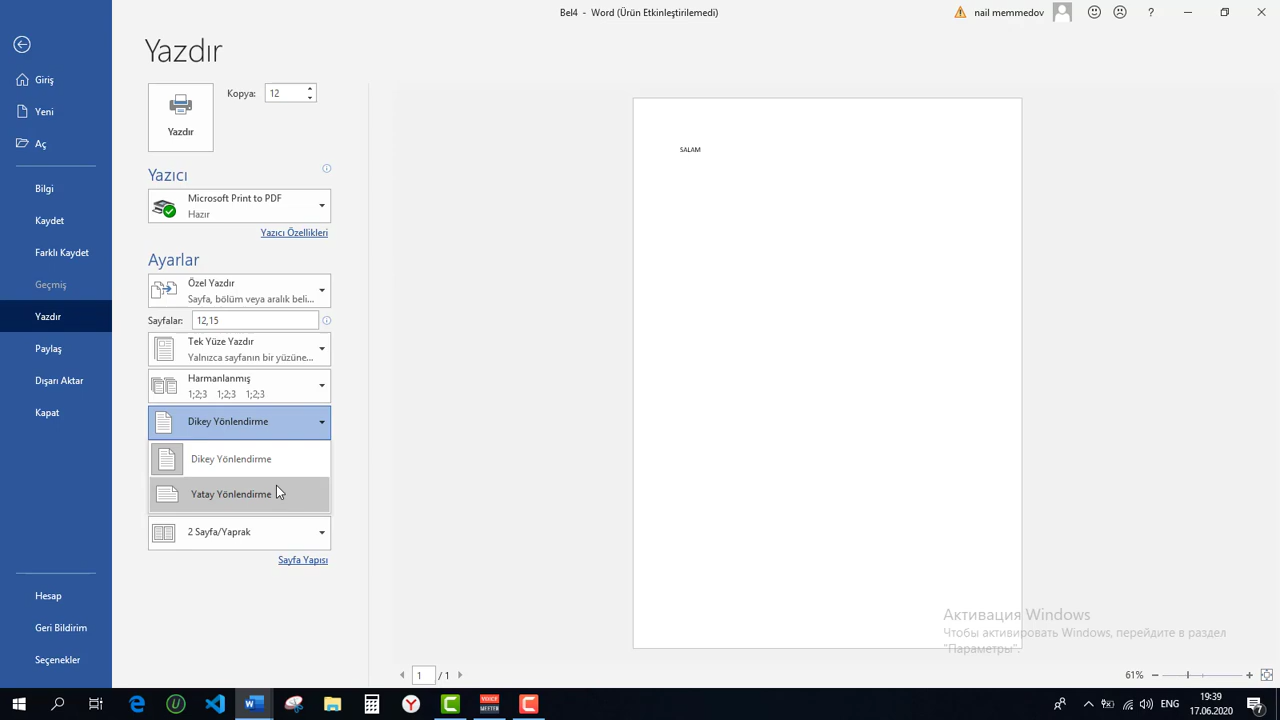 Bel4 - Word (Ürün Etkinleştirilemedi)
nail memmedov
?
Yazdır
Giriş
Yeni
Aç
Bilgi
Kaydet
Farklı Kaydet
Geçmiş
Yazdır
Paylaş
Dışarı Aktar
Kapat
Hesap
Geri Bildirim
Seçenekler
Yazdır
Kopya: 12
Yazıcı
Microsoft Print to PDF
Hazır
Yazıcı Özellikleri
Ayarlar
Özel Yazdır
Sayfa, bölüm veya aralık beli...
Sayfalar: 12,15
Tek Yüze Yazdır
Yalnızca sayfanın bir yüzüne...
Harmanlanmış
1;2;3 1;2;3 1;2;3
Dikey Yönlendirme
Dikey Yönlendirme
Yatay Yönlendirme
2 Sayfa/Yaprak
Sayfa Yapısı
SALAM
Активация Windows
Чтобы активировать Windows, перейдите в раздел
"Параметры".
1 / 1
61%
VOICE
MEETER
ENG
19:39
17.06.2020
7